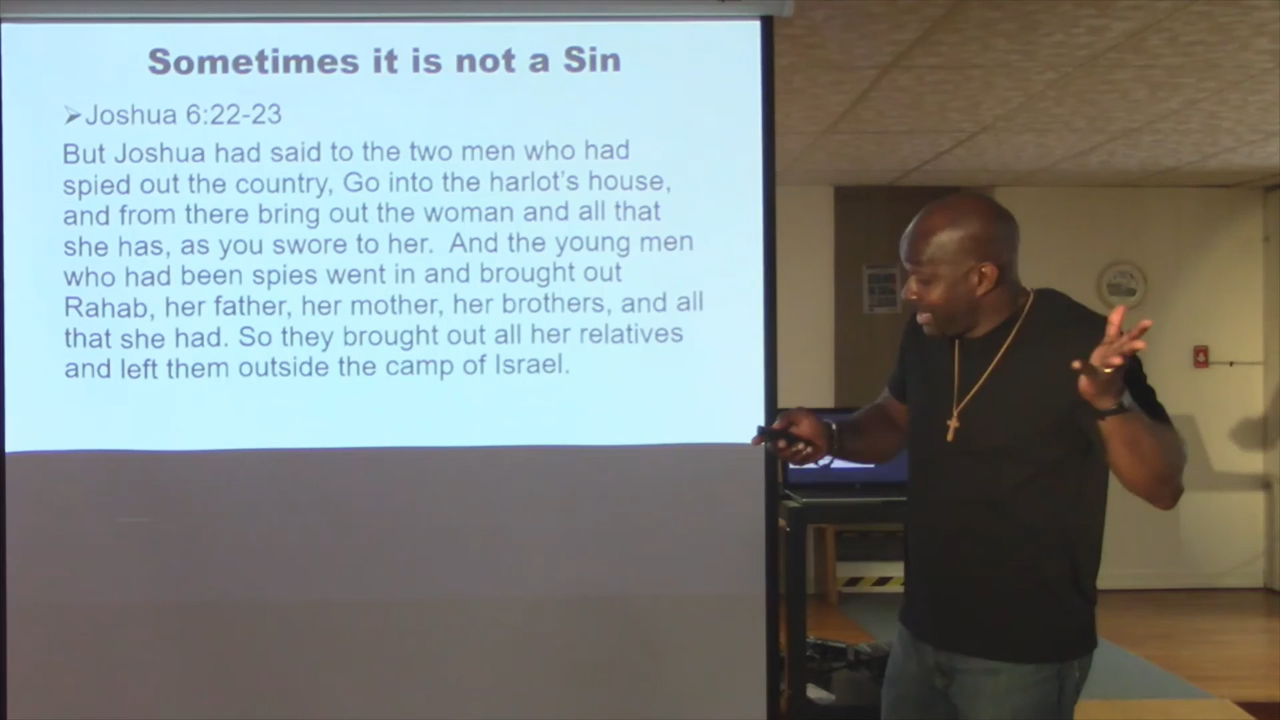 Sometimes it is not a Sin
➢Joshua 6:22-23
But Joshua had said to the two men who had
spied out the country, Go into the harlot's house,
and from there bring out the woman and all that
she has, as you swore to her.  And the young men
who had been spies went in and brought out
Rahab, her father, her mother, her brothers, and all
that she had. So they brought out all her relatives
and left them outside the camp of Israel.